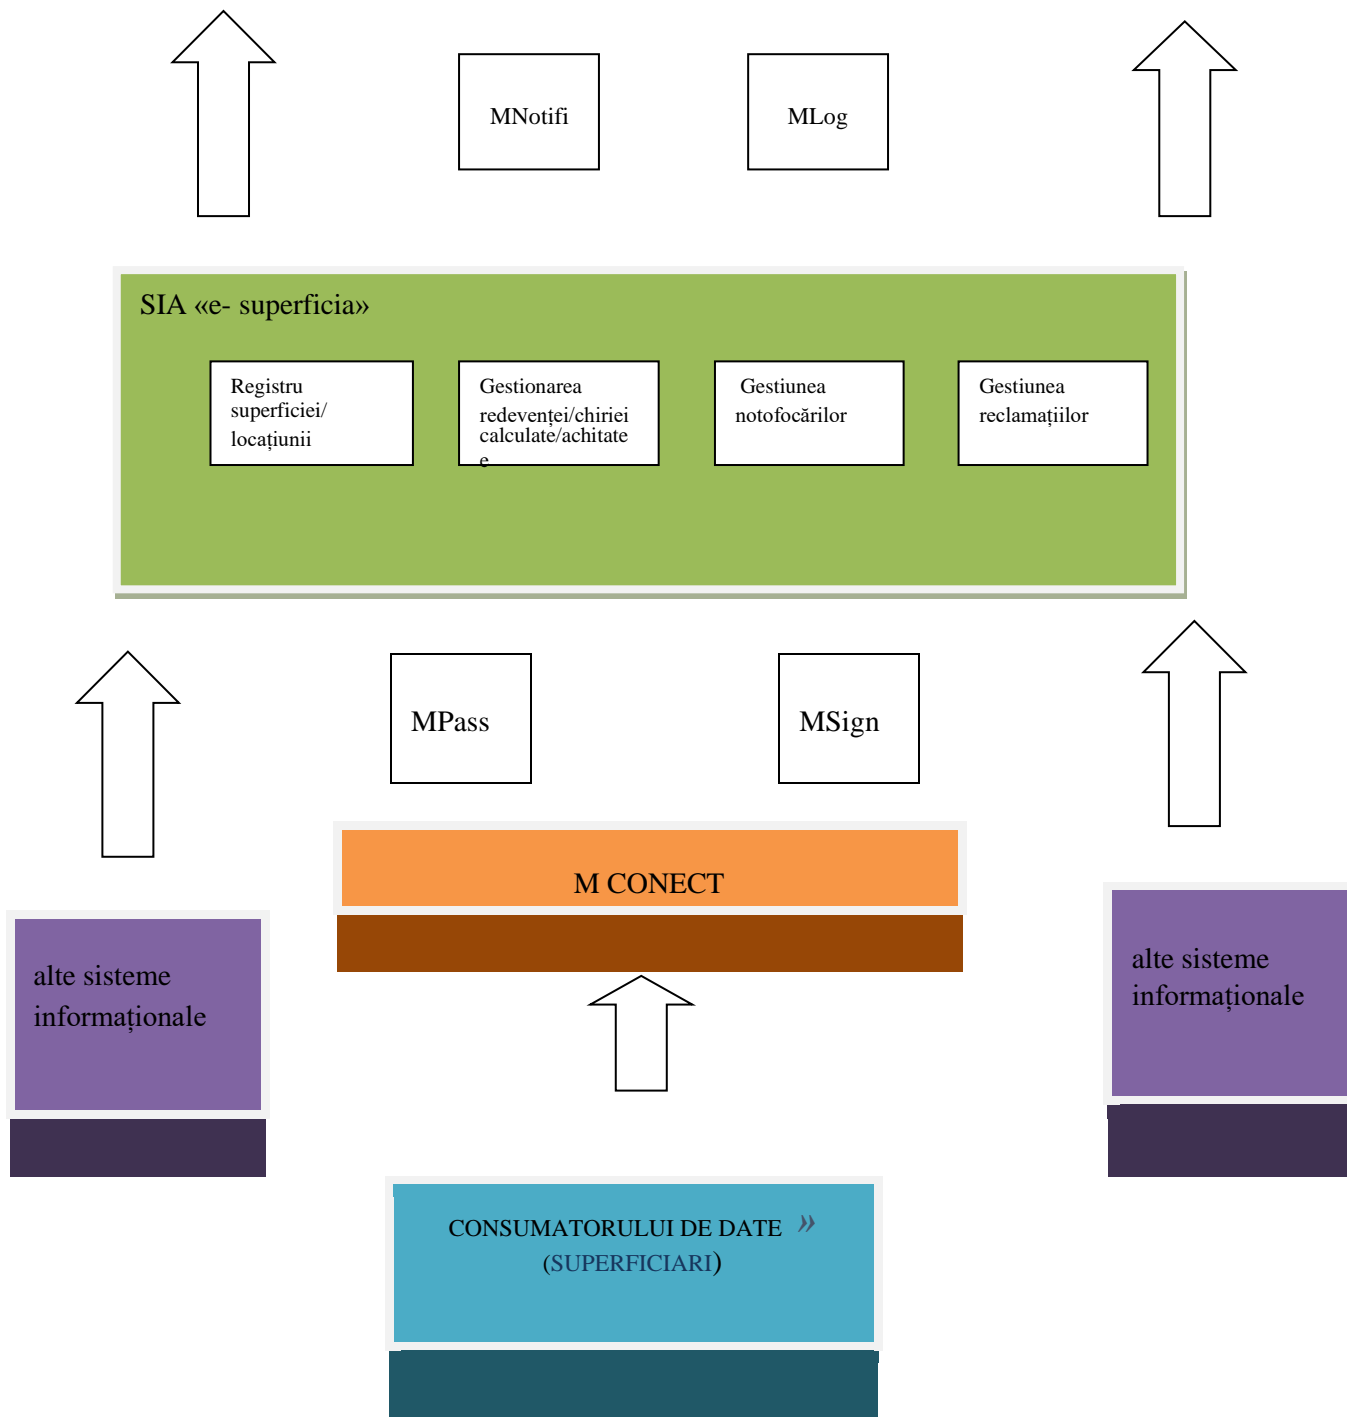 MNotifi
MLog
SIA «e- superficia»
Registru
superficiei/
locațiunii
Gestionarea
redevenței/chiriei
calculate/achitate
e
Gestiunea
notofocărilor
Gestiunea
reclamațiilor
MPass
MSign
M CONECT
alte sisteme
informaționale
alte sisteme
informaționale
CONSUMATORULUI DE DATE »
(SUPERFICIARI)